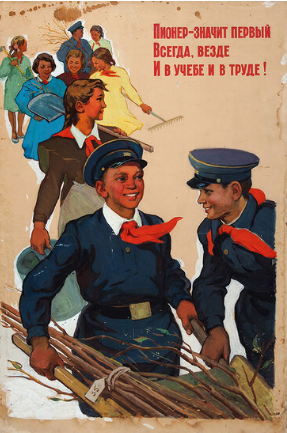 Пионер-значит первый
Всегда, везде
И в учебе и в труде!